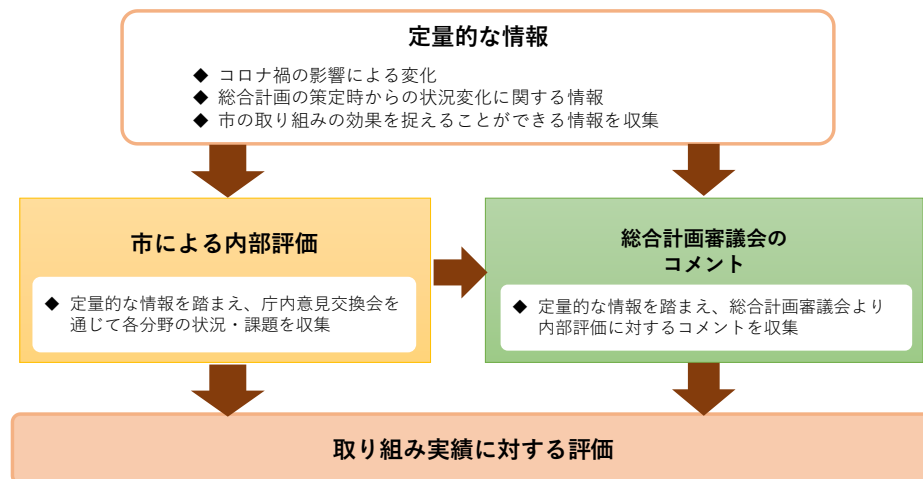 定量的な情報
◆ コロナ禍の影響による変化
◆ 総合計画の策定時からの状況変化に関する情報
◆ 市の取り組みの効果を捉えることができる情報を収集
市による内部評価
◆ 定量的な情報を踏まえ、庁内意見交換会を
通じて各分野の状況・課題を収集
総合計画審議会の
コメント
◆ 定量的な情報を踏まえ、総合計画審議会より
内部評価に対するコメントを収集
取り組み実績に対する評価